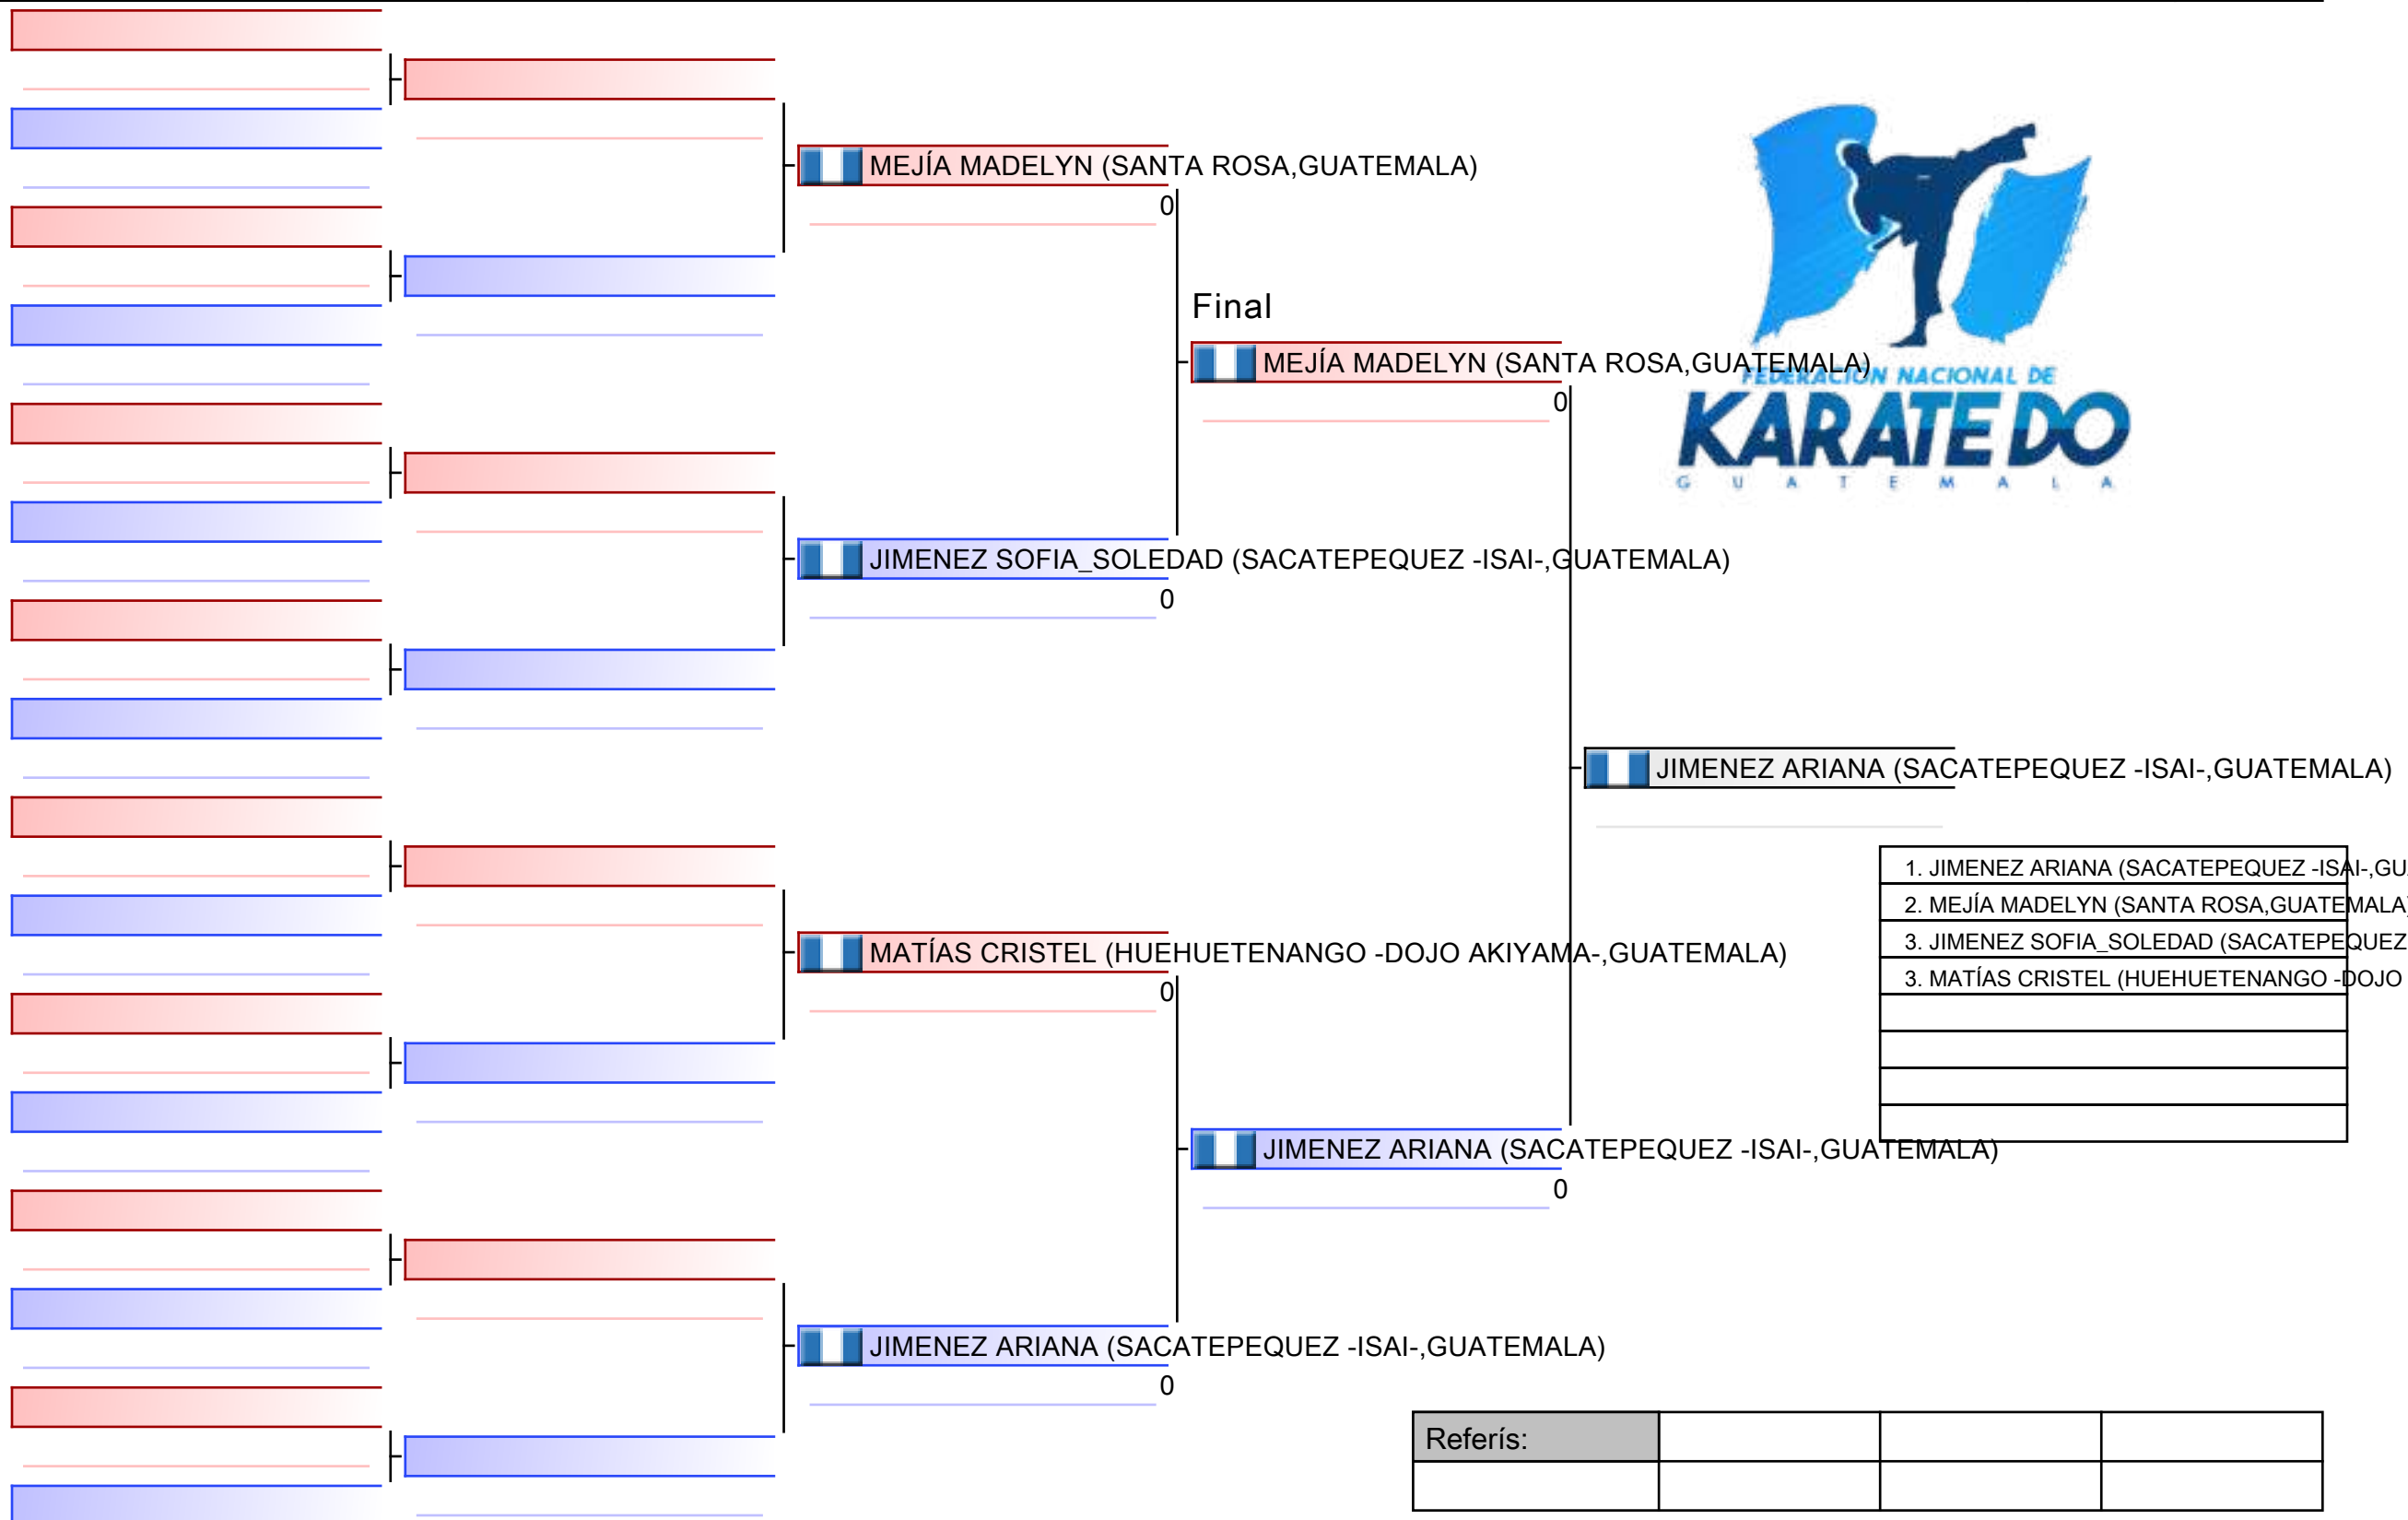 MEJÍA MADELYN (SANTA ROSA,GUATEMALA)
0
Final
MEJÍA MADELYN (SANTA ROSA,GUATEMALA)
FEDERACIÓN NACIONAL DE
0
KARATE DO
GUATEMALA
JIMENEZ SOFIA_SOLEDAD (SACATEPEQUEZ -ISAI-,GUATEMALA)
0
JIMENEZ ARIANA (SACATEPEQUEZ -ISAI-,GUATEMALA)
1. JIMENEZ ARIANA (SACATEPEQUEZ -ISAI-,GU
2. MEJÍA MADELYN (SANTA ROSA,GUATEMALA)
3. JIMENEZ SOFIA_SOLEDAD (SACATEPEQUEZ
3. MATÍAS CRISTEL (HUEHUETENANGO -DOJO
MATÍAS CRISTEL (HUEHUETENANGO -DOJO AKIYAMA-,GUATEMALA)
0
JIMENEZ ARIANA (SACATEPEQUEZ -ISAI-,GUATEMALA)
0
JIMENEZ ARIANA (SACATEPEQUEZ -ISAI-,GUATEMALA)
0
Referís: